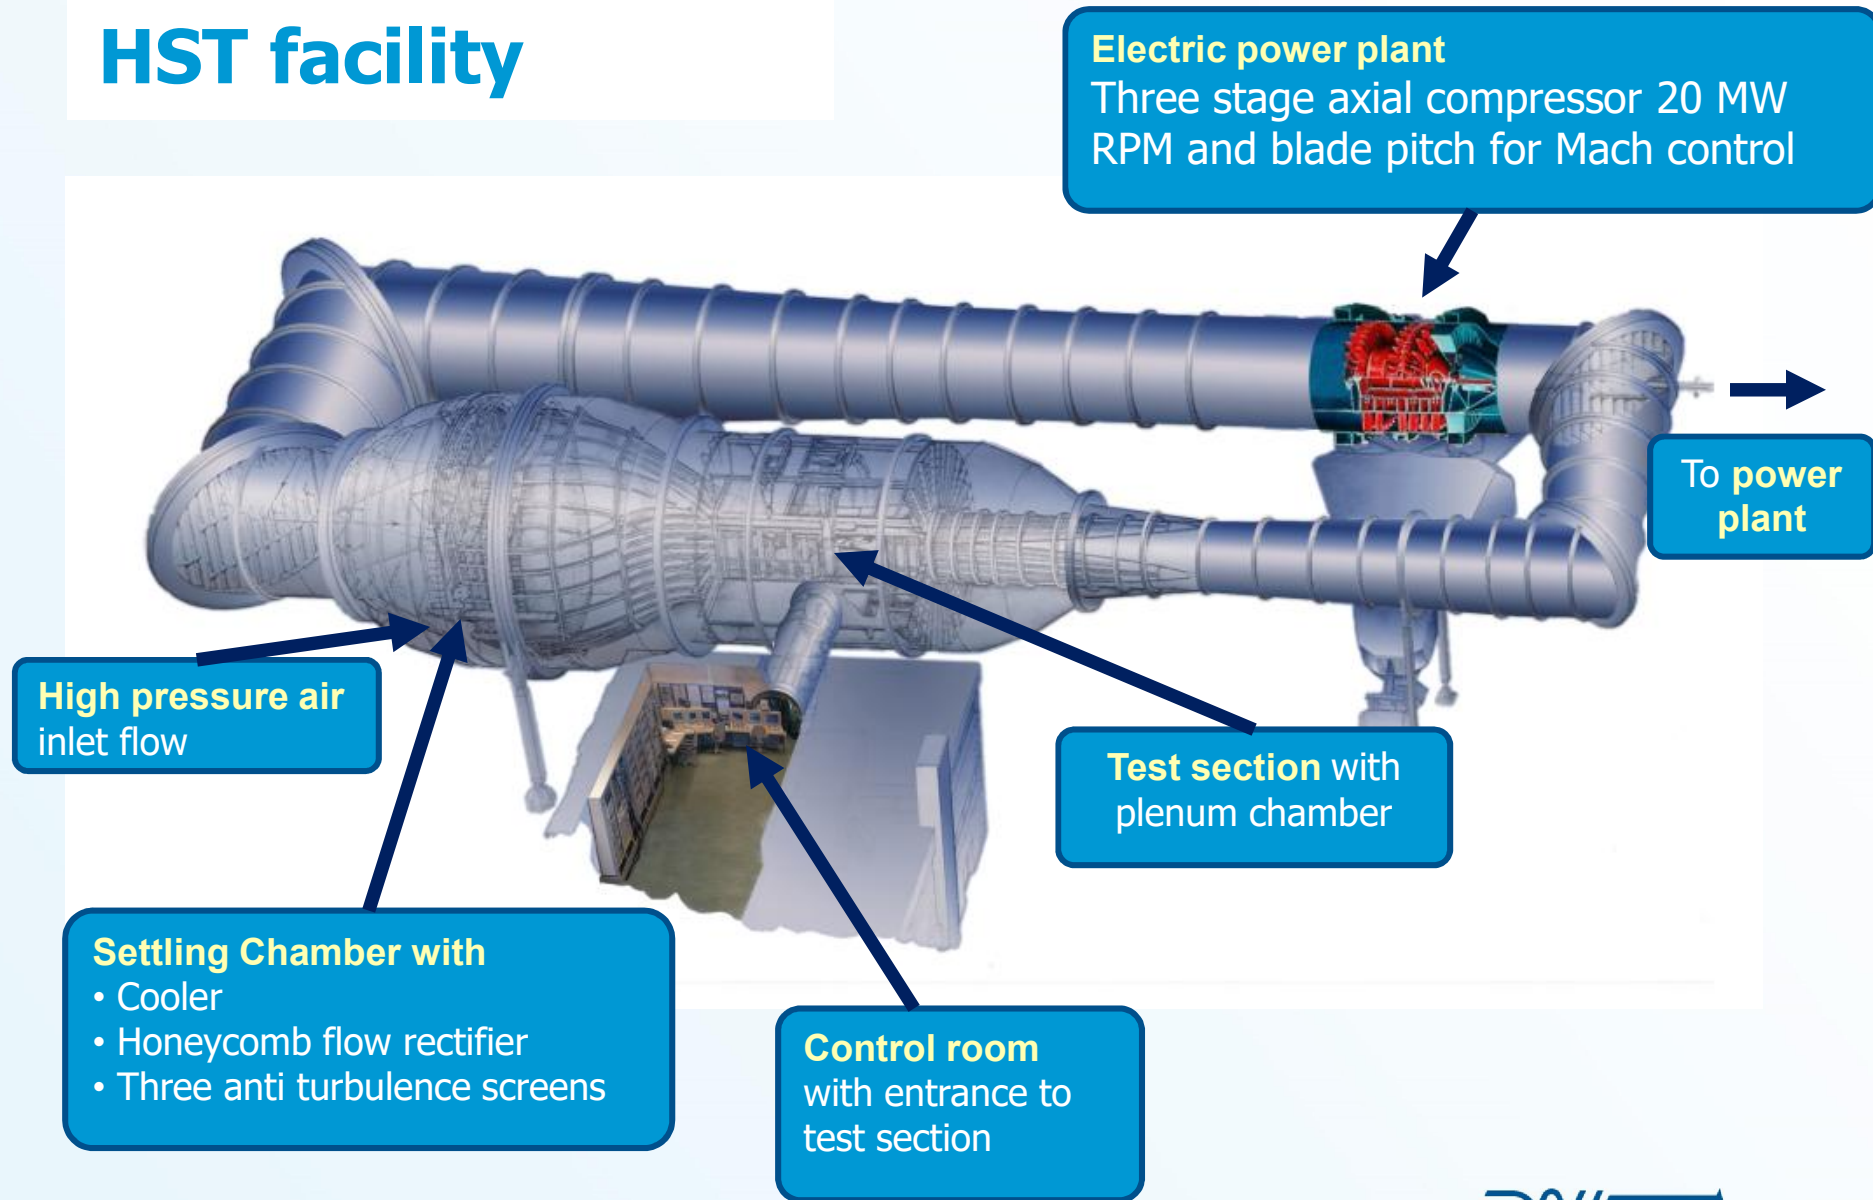 HST facility
Electric power plant
Three stage axial compressor 20 MW
RPM and blade pitch for Mach control
To power
plant
High pressure air
inlet flow
Test section with
plenum chamber
Settling Chamber with
• Cooler
• Honeycomb flow rectifier
• Three anti turbulence screens
Control room
with entrance to
test section